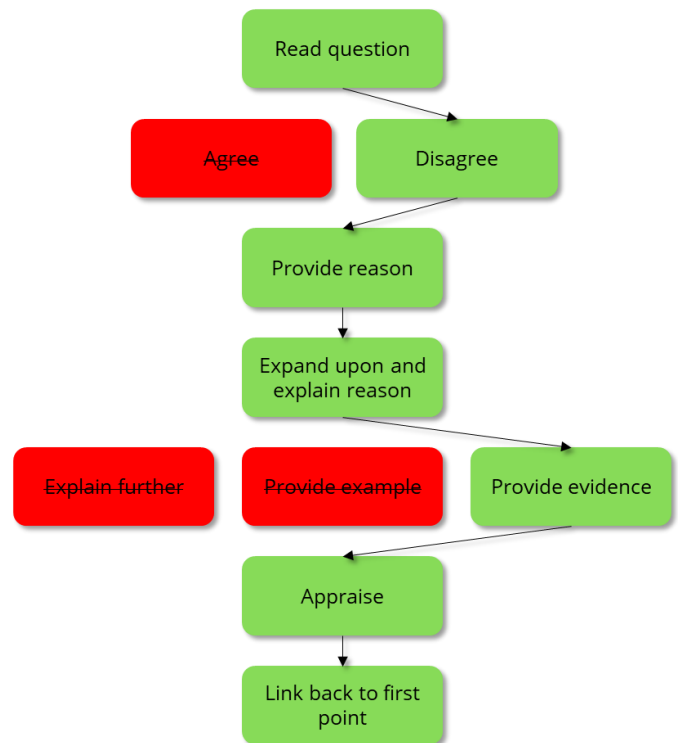 Read question
Agree
Disagree
Provide reason
Expand upon and
explain reason
Explain further
Provide example
Provide evidence
Appraise
Link back to first
point